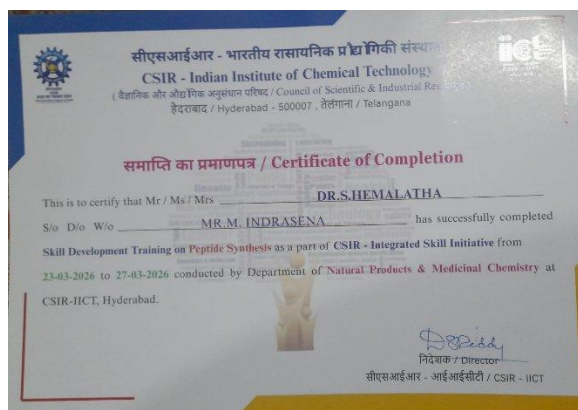 सीएसआईआर - भारतीय रासायनिक प्रौद्योगिकी संस्थान
iict
CSIR - Indian Institute of Chemical Technology
( वैज्ञानिक और औद्योगिक अनुसंधान परिषद / Council of Scientific & Industrial
हैदराबाद / Hyderabad - 500007 , तेलंगाना / Telangana
समाप्ति का प्रमाणपत्र / Certificate of Completion
This is to certify that Mr / Ms / Mrs DR.S.HEMALATHA
S/o D/o W/o MR.M. INDRASENA has successfully completed
Skill Development Training on Peptide Synthesis as a part of CSIR - Integrated Skill Initiative from
23-03-2026 to 27-03-2026 conducted by Department of Natural Products & Medicinal Chemistry at
CSIR-IICT, Hyderabad.
निदेशक / Director
सीएसआईआर - आईआईसीटी / CSIR - IICT